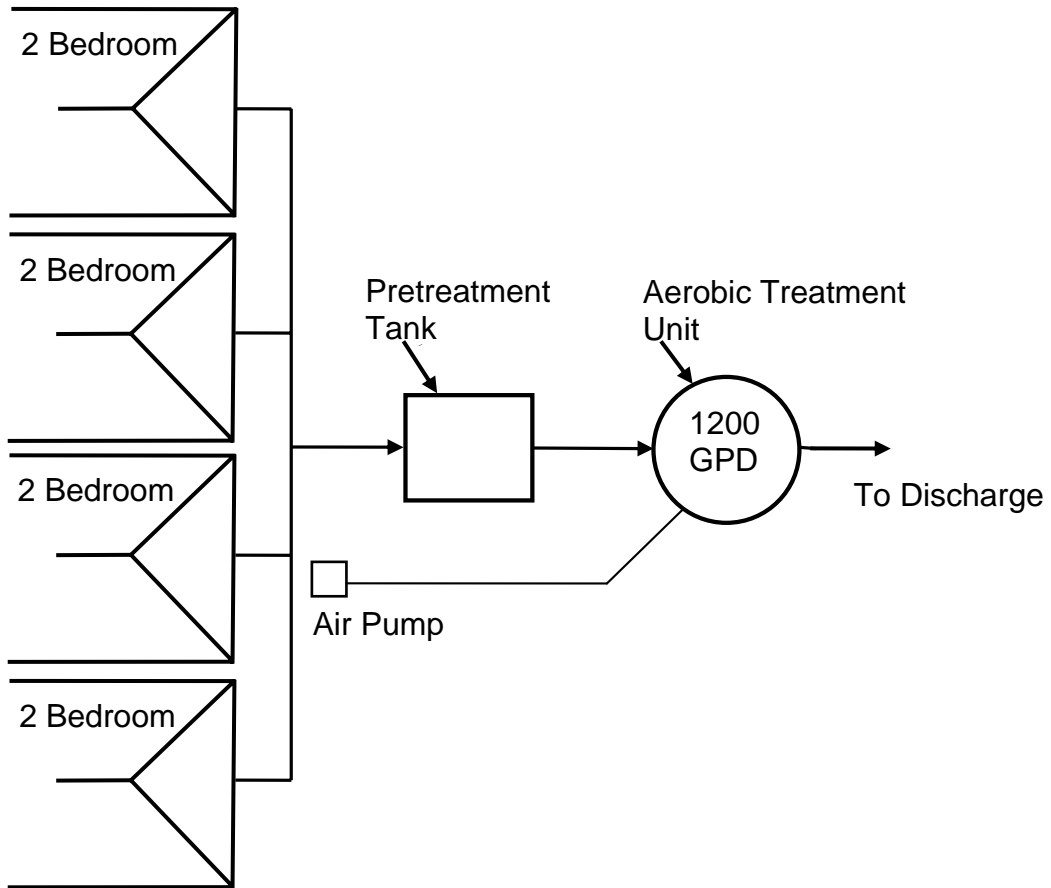 2 Bedroom
2 Bedroom
Pretreatment
Tank
Aerobic Treatment
Unit
1200
GPD
To Discharge
2 Bedroom
Air Pump
2 Bedroom